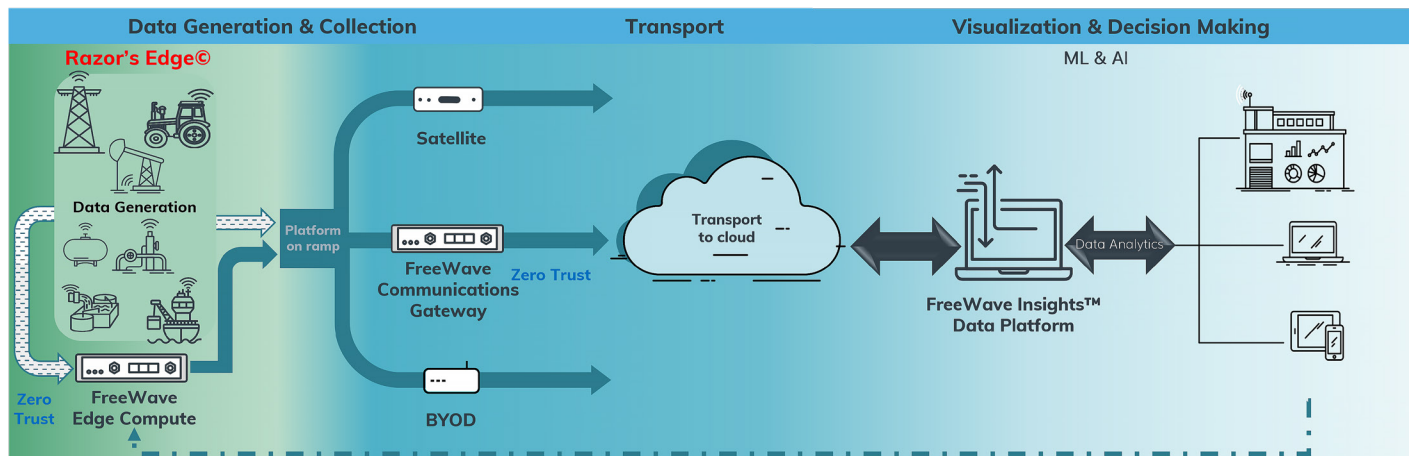 Data Generation & Collection
Transport
Visualization & Decision Making
Razor's Edge©
ML & AI
Satellite
Data Generation
Platform
on ramp
Transport
to cloud
Data Analytics
FreeWave
Communications
Gateway
Zero Trust
FreeWave Insights™
Data Platform
Zero
Trust
FreeWave
Edge Compute
BYOD